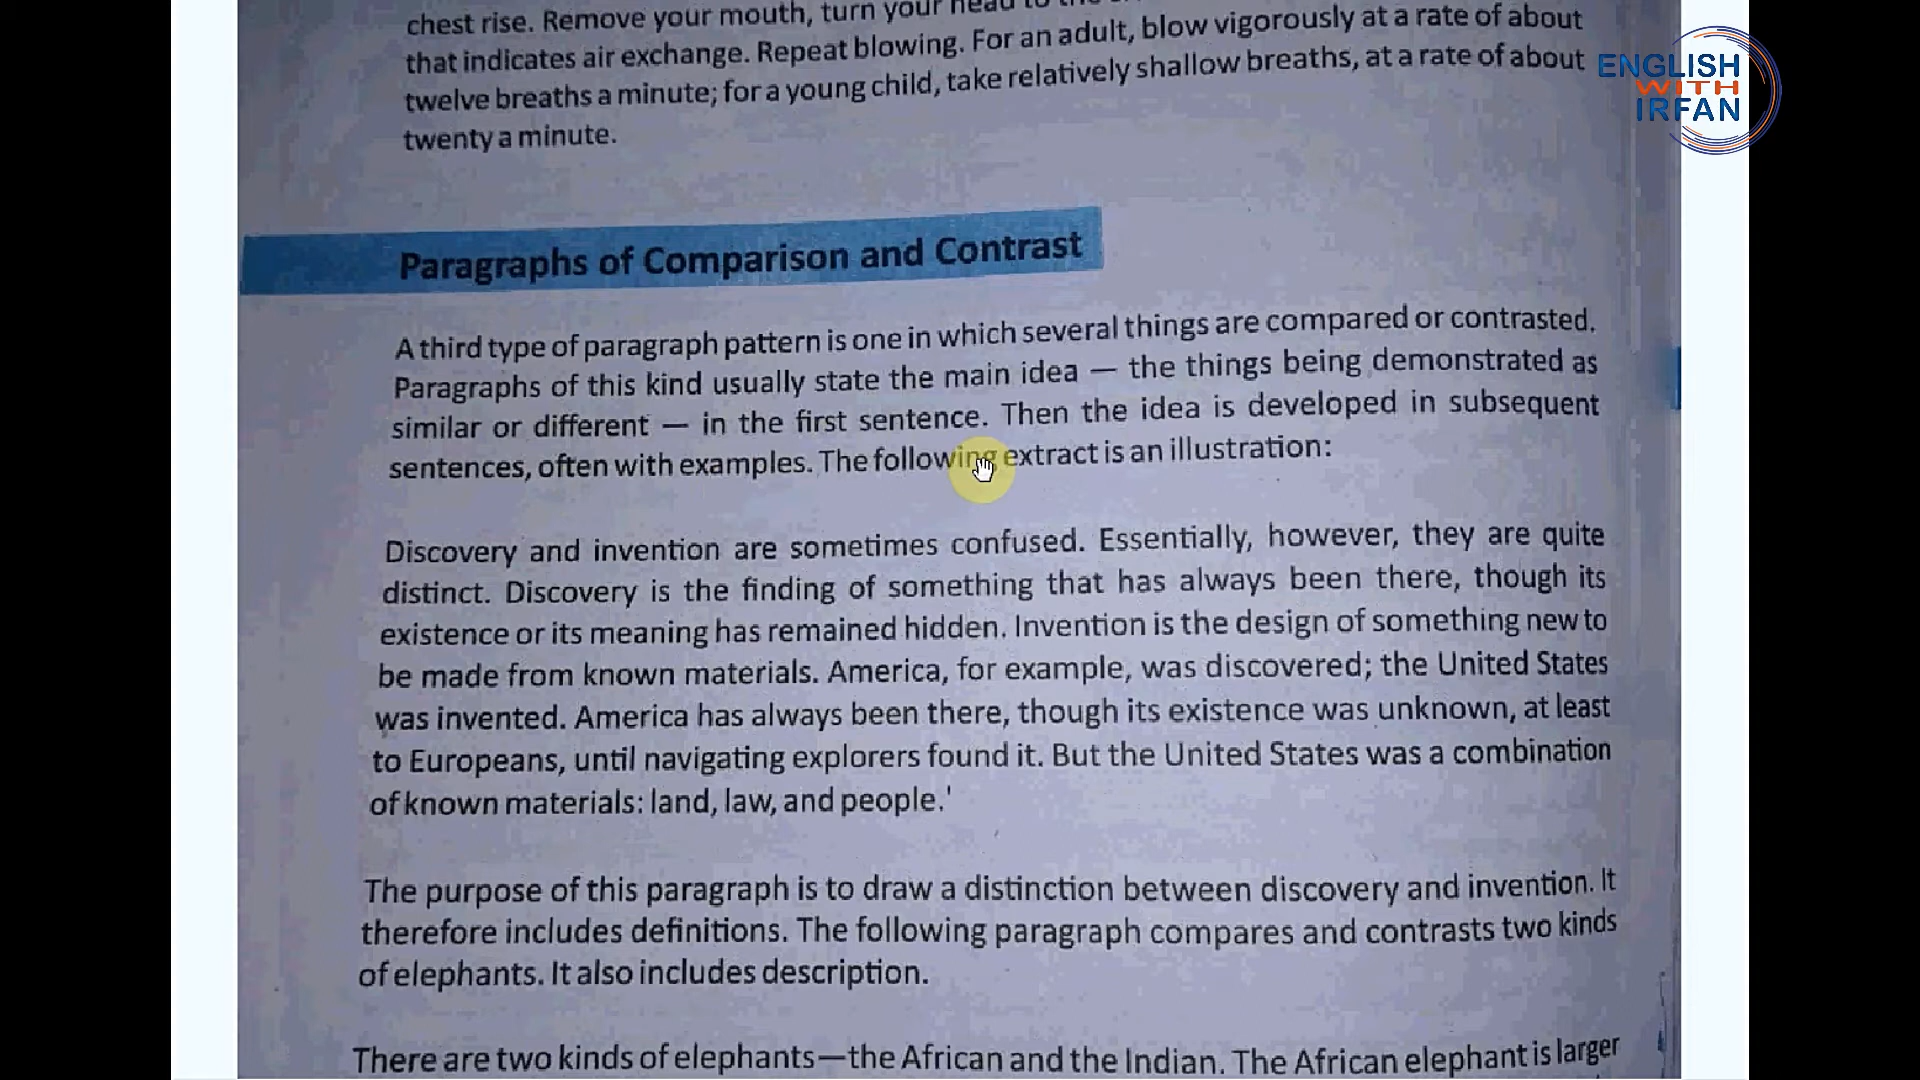 chest rise. Remove your mouth, turn your head to the
that indicates air exchange. Repeat blowing. For an adult, blow vigorously at a rate of about
twelve breaths a minute; for a young child, take relatively shallow breaths, at a rate of about
twenty a minute.
ENGLISH
WITH
IRFAN
Paragraphs of Comparison and Contrast
A third type of paragraph pattern is one in which several things are compared or contrasted.
Paragraphs of this kind usually state the main idea — the things being demonstrated as
similar or different — in the first sentence. Then the idea is developed in subsequent
sentences, often with examples. The following extract is an illustration:
Discovery and invention are sometimes confused. Essentially, however, they are quite
distinct. Discovery is the finding of something that has always been there, though its
existence or its meaning has remained hidden. Invention is the design of something new to
be made from known materials. America, for example, was discovered; the United States
was invented. America has always been there, though its existence was unknown, at least
to Europeans, until navigating explorers found it. But the United States was a combination
of known materials: land, law, and people.'
The purpose of this paragraph is to draw a distinction between discovery and invention. It
therefore includes definitions. The following paragraph compares and contrasts two kinds
of elephants. It also includes description.
There are two kinds of elephants—the African and the Indian. The African elephant is larger